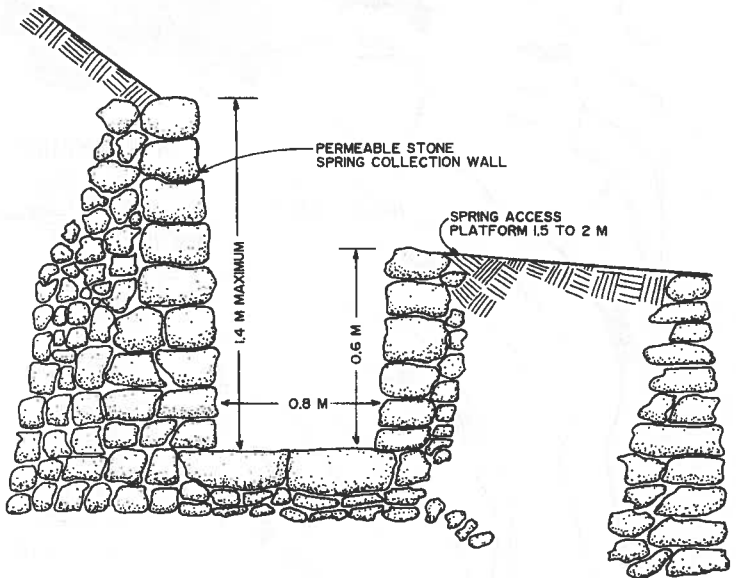 PERMEABLE STONE
SPRING COLLECTION WALL
SPRING ACCESS
PLATFORM 1.5 TO 2 M
1.4 M MAXIMUM
0.6 M
0.8 M